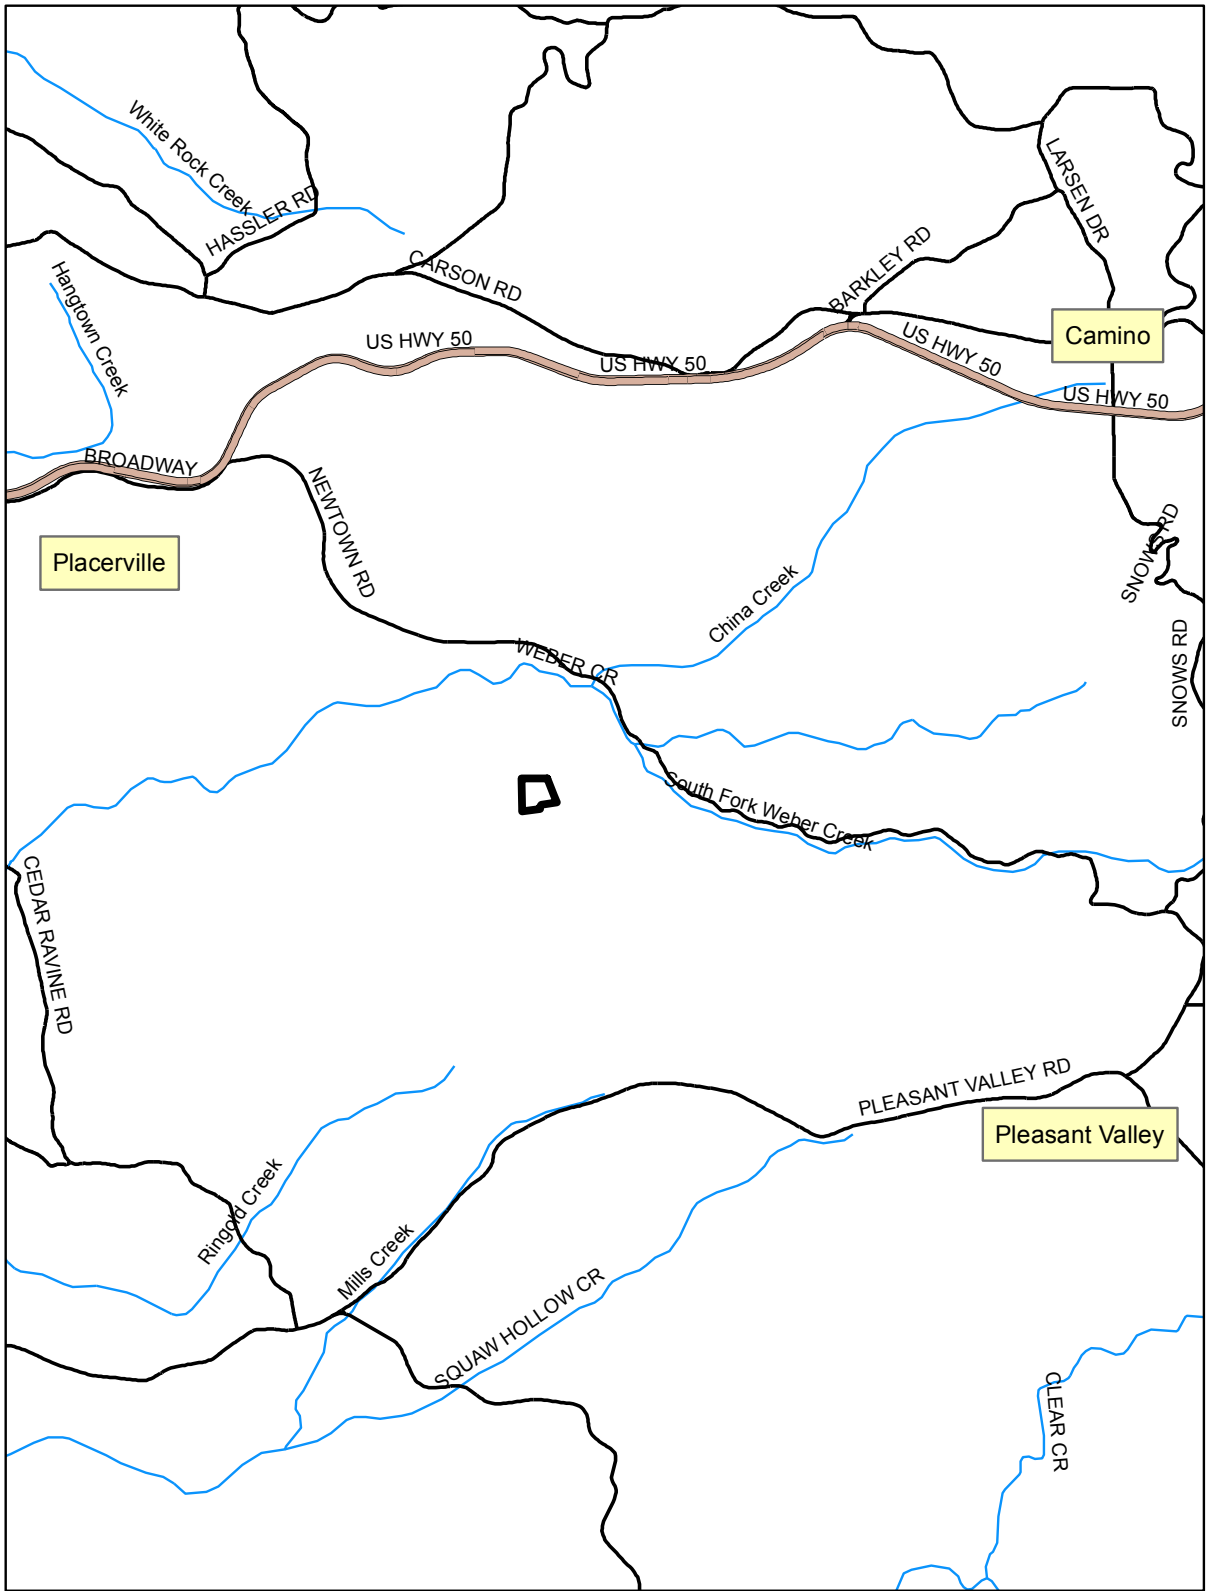 White Rock Creek
HASSLER RD
LARSEN DR
CARSON RD
BARKLEY RD
Hangtown Creek
US HWY 50
US HWY 50
US HWY 50
Camino
US HWY 50
BROADWAY
NEWTOWN RD
Placerville
SNOWS RD
China Creek
SNOWS RD
WEBER CR
South Fork Weber Creek
CEDAR RAVINE RD
PLEASANT VALLEY RD
Pleasant Valley
Ringold Creek
Mills Creek
SQUAW HOLLOW CR
CLEAR CR